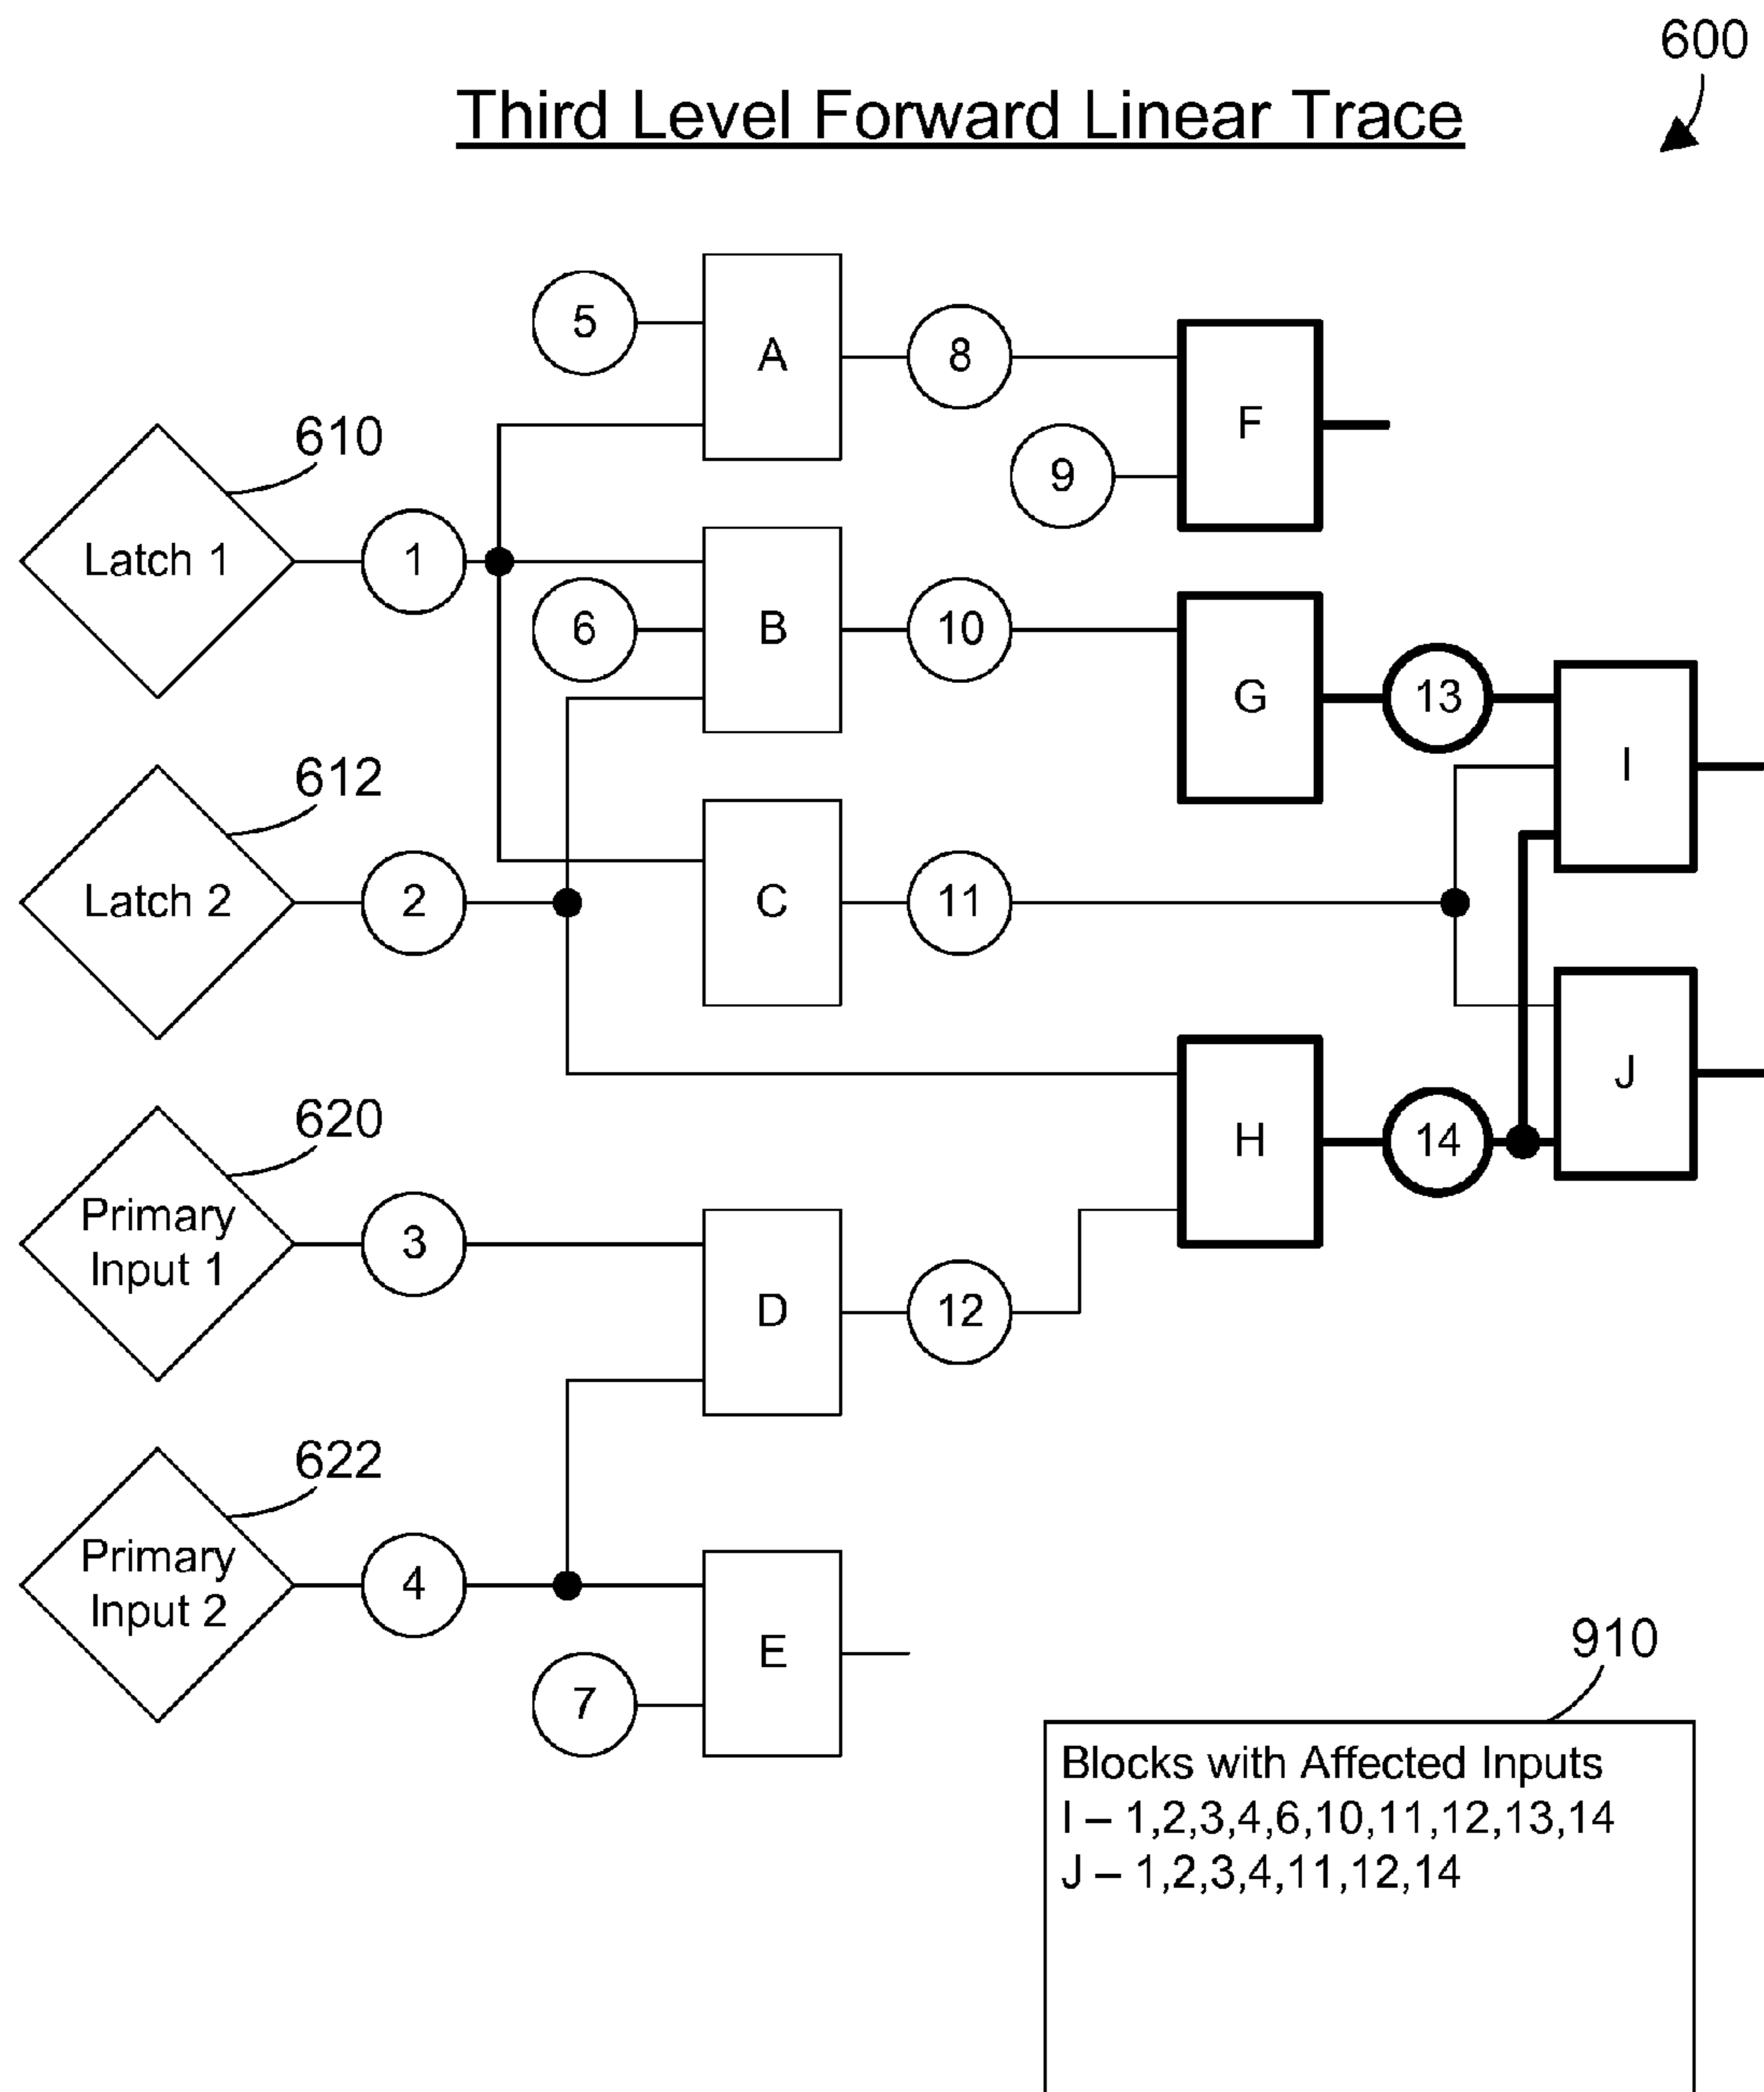 600
Third Level Forward Linear Trace
5
A
8
F
610
9
Latch 1
1
6
B
10
G
13
I
612
Latch 2
2
C
11
J
620
H
14
Primary
Input 1
3
D
12
622
Primary
Input 2
4
E
7
910
Blocks with Affected Inputs
I – 1,2,3,4,6,10,11,12,13,14
J – 1,2,3,4,11,12,14